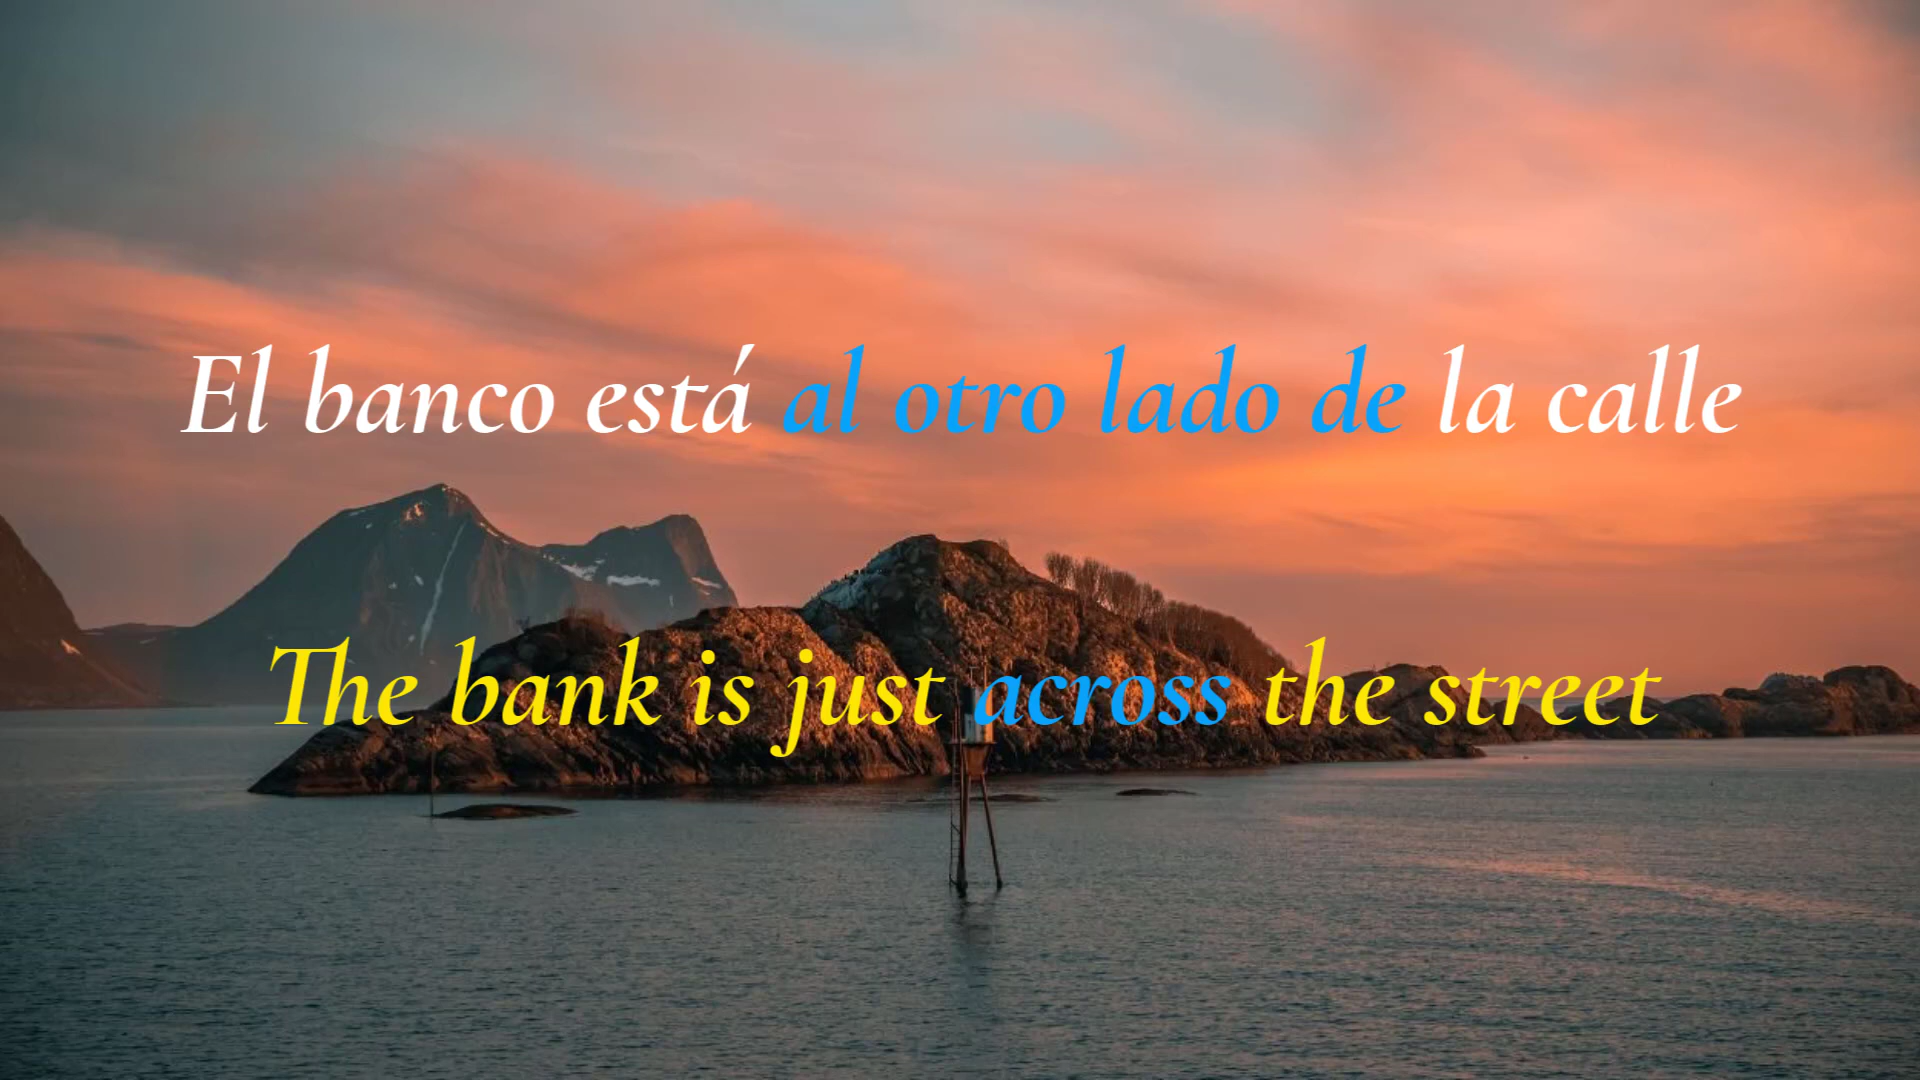 El banco está al otro lado de la calle
The bank is just across the street